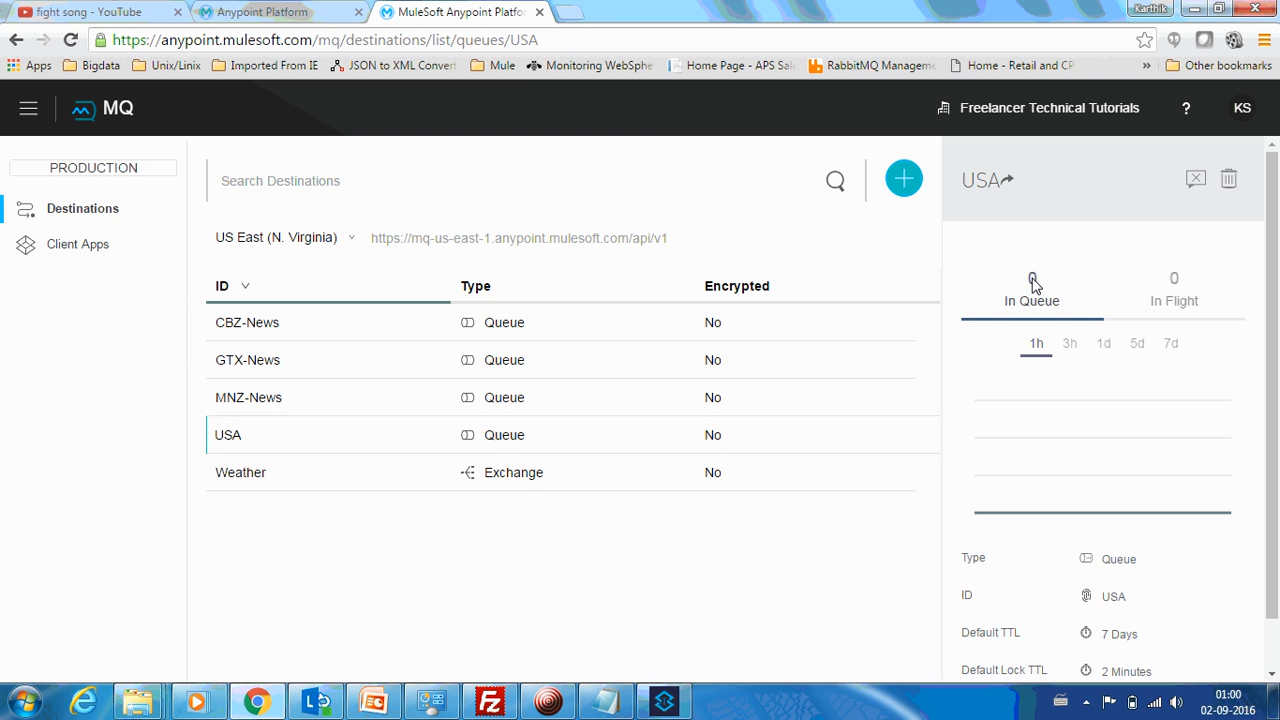 fight song - YouTube
Anypoint Platform
MuleSoft Anypoint Platfor
Karthik
https://anypoint.mulesoft.com/mq/destinations/list/queues/USA
Apps
Bigdata
Unix/Linix
Imported From IE
JSON to XML Convert
Mule
Monitoring WebSphe
Home Page - APS Sal
RabbitMQ Manageme
Home - Retail and CP
»
Other bookmarks
MQ
Freelancer Technical Tutorials
?
KS
PRODUCTION
Destinations
Client Apps
Search Destinations
US East (N. Virginia)
https://mq-us-east-1.anypoint.mulesoft.com/api/v1
ID
Type
Encrypted
CBZ-News
Queue
No
GTX-News
Queue
No
MNZ-News
Queue
No
USA
Queue
No
Weather
Exchange
No
USA
0
In Queue
0
In Flight
1h
3h
1d
5d
7d
Type
Queue
ID
USA
Default TTL
7 Days
Default Lock TTL
2 Minutes
01:00
02-09-2016